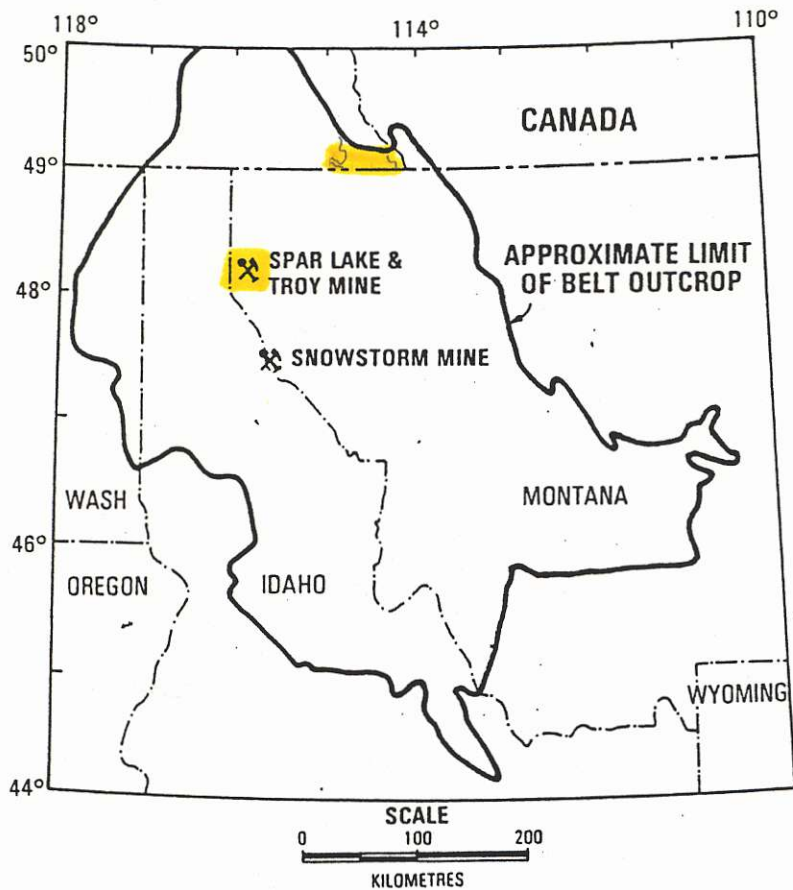 118°
114°
110°
50°
CANADA
49°
SPAR LAKE &
TROY MINE
APPROXIMATE LIMIT
OF BELT OUTCROP
48°
SNOWSTORM MINE
WASH
MONTANA
46°
OREGON
IDAHO
WYOMING
44°
SCALE
0 100 200
KILOMETRES